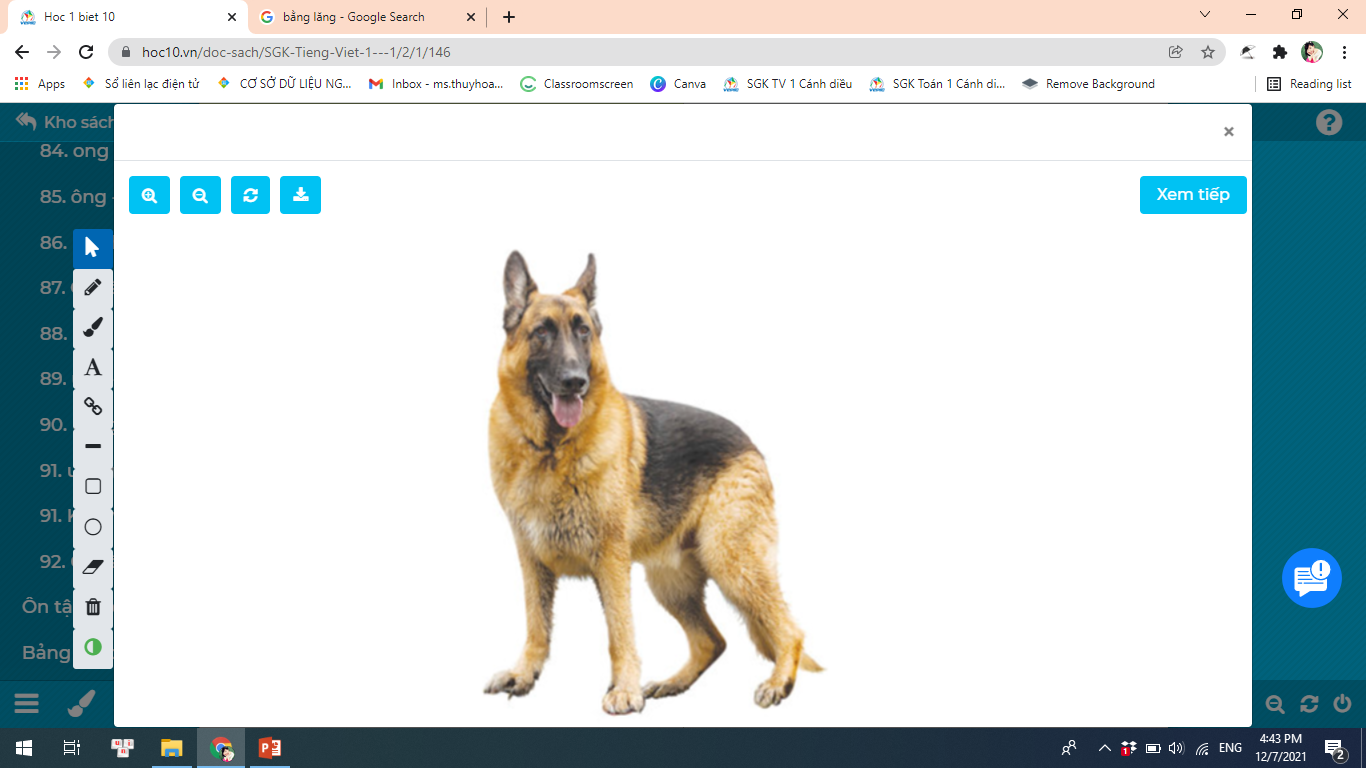 Hoc 1 biet 10
bằng lăng - Google Search
hoc10.vn/doc-sach/SGK-Tieng-Viet-1---1/2/1/146
Apps
Sổ liên lạc điện tử
CƠ SỞ DỮ LIỆU NG...
Inbox - ms.thuyhoa...
Classroomscreen
Canva
SGK TV 1 Cánh diều
SGK Toán 1 Cánh di...
Remove Background
Reading list
Kho sách
84. ong
85. ông
86.
87.
88.
89.
90.
91.
91.
92.
Ôn tậ
Bảng
Xem tiếp
A
ENG
4:43 PM
12/7/2021
2